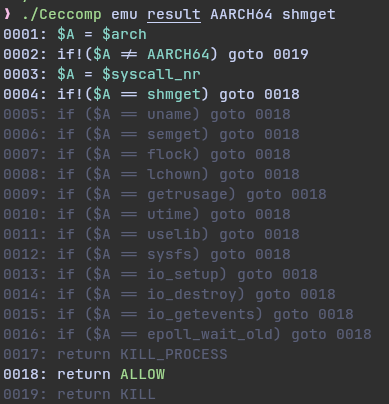 ❱ ./Ceccomp emu result AARCH64 shmget
0001: $A = $arch
0002: if!($A ≠ AARCH64) goto 0019
0003: $A = $syscall_nr
0004: if!($A == shmget) goto 0018
0005: if ($A == uname) goto 0018
0006: if ($A == semget) goto 0018
0007: if ($A == flock) goto 0018
0008: if ($A == lchown) goto 0018
0009: if ($A == getrusage) goto 0018
0010: if ($A == utime) goto 0018
0011: if ($A == uselib) goto 0018
0012: if ($A == sysfs) goto 0018
0013: if ($A == io_setup) goto 0018
0014: if ($A == io_destroy) goto 0018
0015: if ($A == io_getevents) goto 0018
0016: if ($A == epoll_wait_old) goto 0018
0017: return KILL_PROCESS
0018: return ALLOW
0019: return KILL